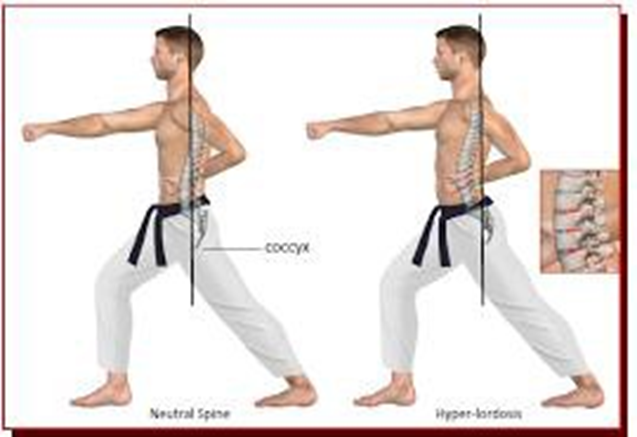 coccyx
Neutral Spine
Hyper-lordosis